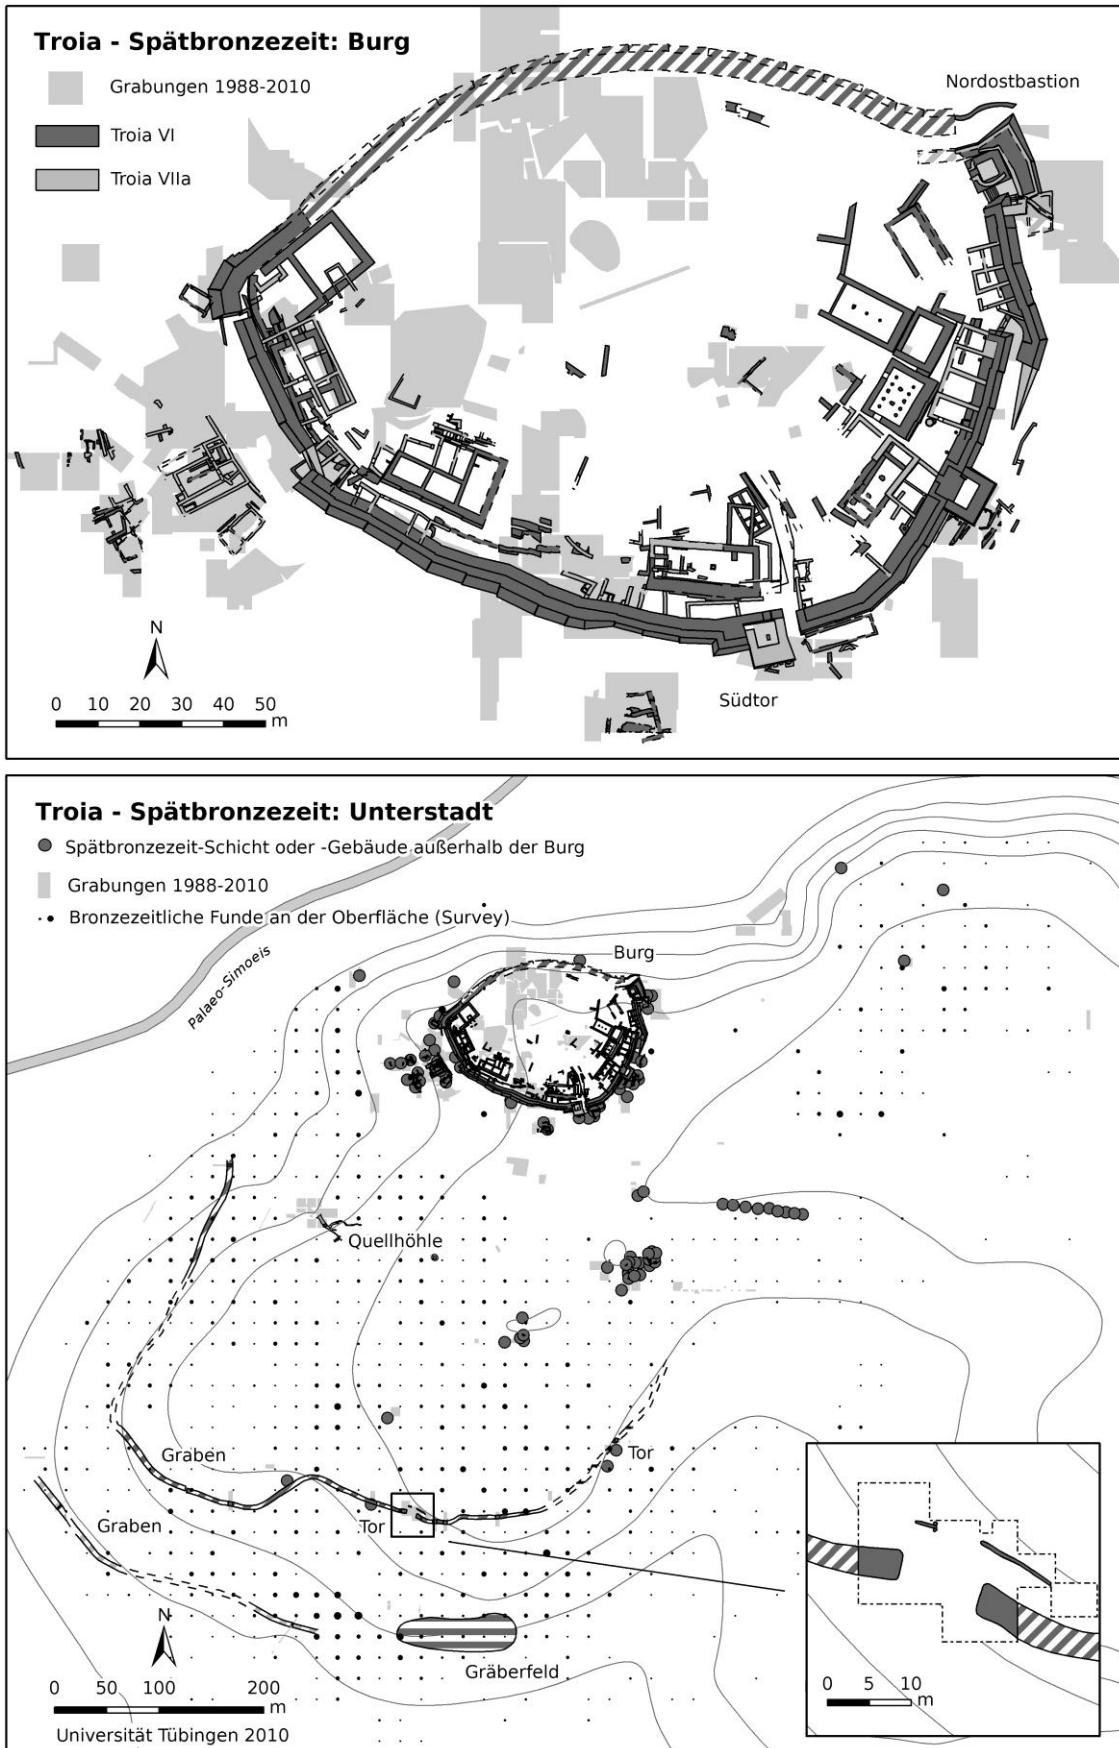 Troia - Spätbronzezeit: Burg
Grabungen 1988-2010
Troia VI
Troia VIIa
Nordostbastion
N
0 10 20 30 40 50
m
Südtor
Troia - Spätbronzezeit: Unterstadt
Spätbronzezeit-Schicht oder -Gebäude außerhalb der Burg
Grabungen 1988-2010
Bronzezeitliche Funde an der Oberfläche (Survey)
Burg
Palaeo-Simoeis
Quellhöhle
Graben
Tor
Graben
Tor
N
Gräberfeld
0 50 100 200
m
0 5 10
m
Universität Tübingen 2010